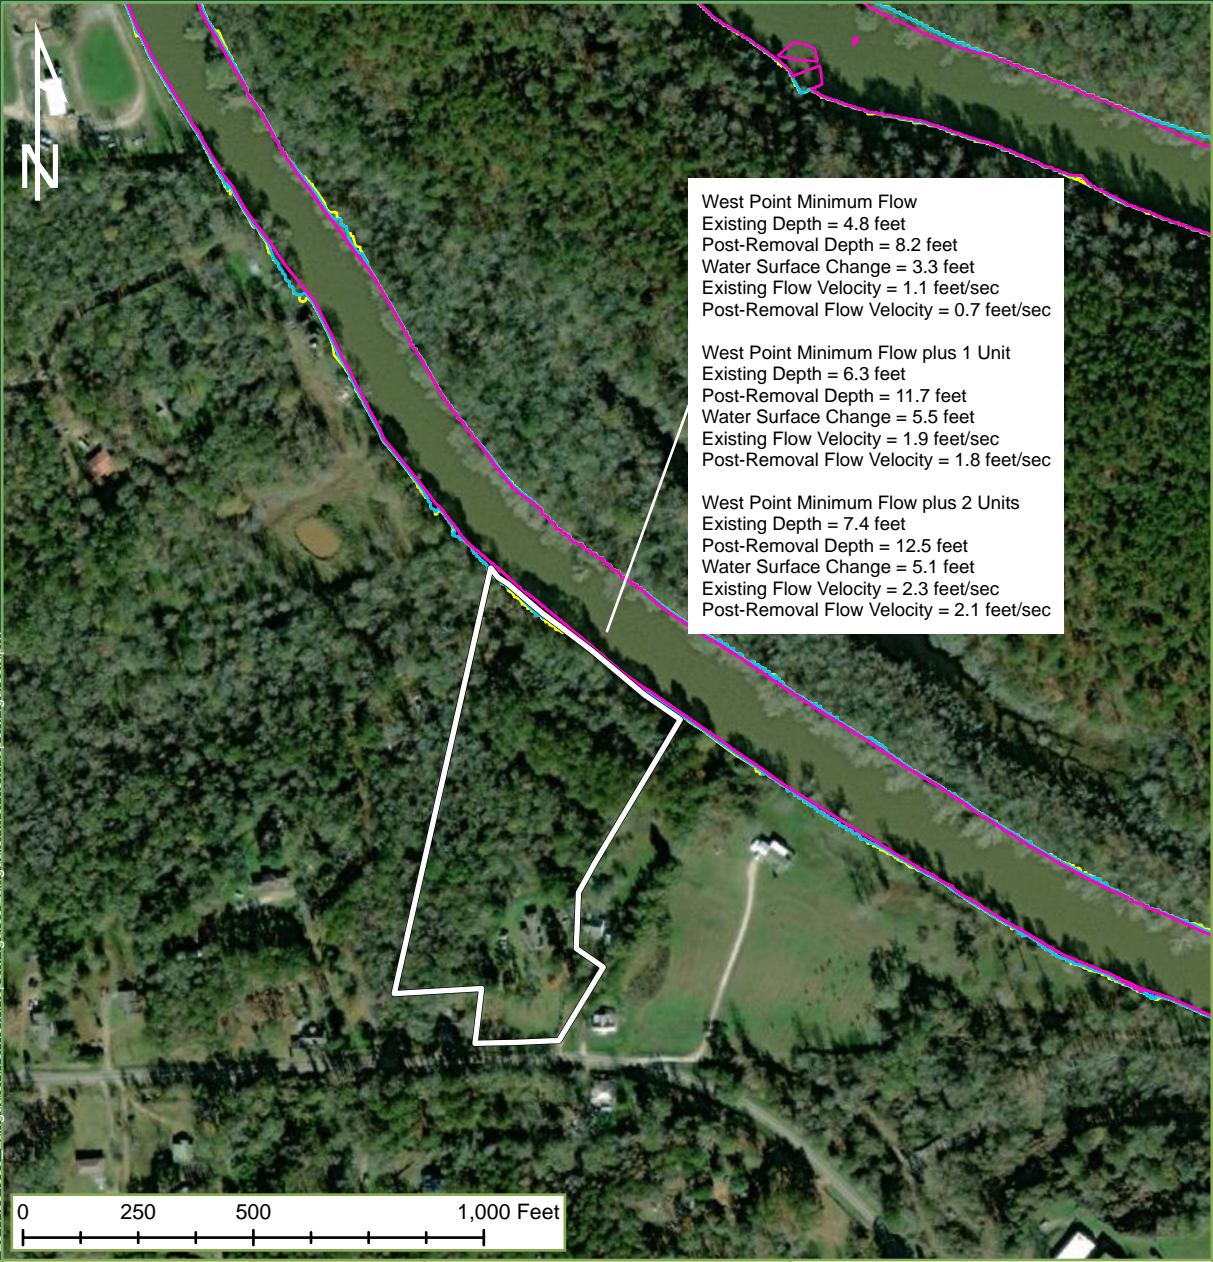 N
West Point Minimum Flow
Existing Depth = 4.8 feet
Post-Removal Depth = 8.2 feet
Water Surface Change = 3.3 feet
Existing Flow Velocity = 1.1 feet/sec
Post-Removal Flow Velocity = 0.7 feet/sec
West Point Minimum Flow plus 1 Unit
Existing Depth = 6.3 feet
Post-Removal Depth = 11.7 feet
Water Surface Change = 5.5 feet
Existing Flow Velocity = 1.9 feet/sec
Post-Removal Flow Velocity = 1.8 feet/sec
West Point Minimum Flow plus 2 Units
Existing Depth = 7.4 feet
Post-Removal Depth = 12.5 feet
Water Surface Change = 5.1 feet
Existing Flow Velocity = 2.3 feet/sec
Post-Removal Flow Velocity = 2.1 feet/sec
0 250 500 1,000 Feet